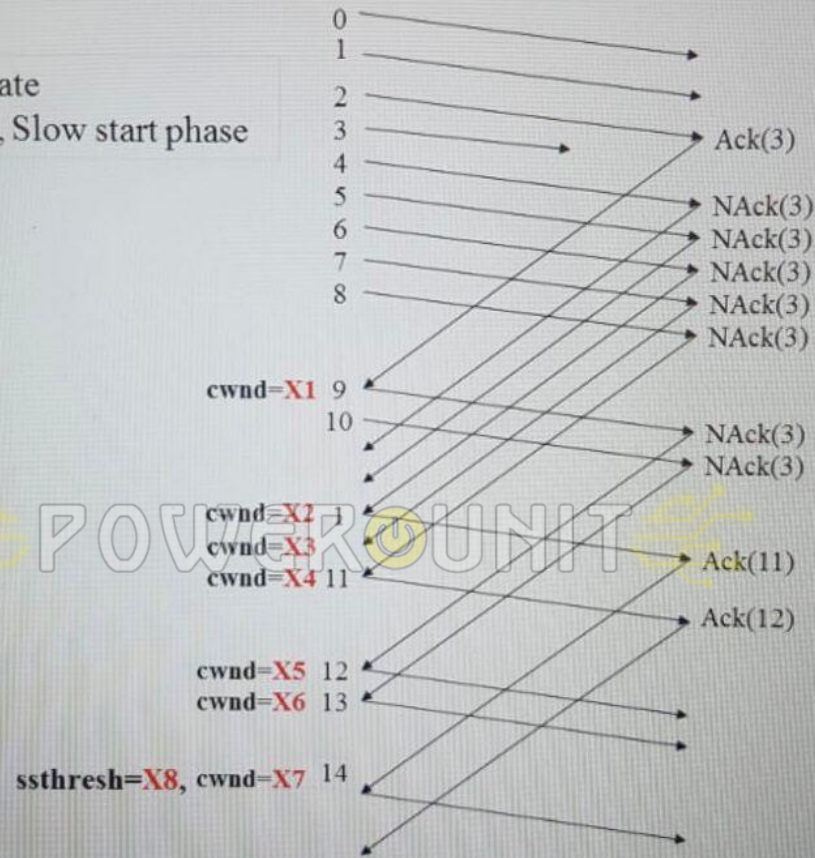 0
1
ate
2
, Slow start phase
3
Ack(3)
4
5
NAck(3)
6
NAck(3)
7
NAck(3)
8
NAck(3)
NAck(3)
cwnd=X1 9
10
NAck(3)
NAck(3)
POWER UNIT
cwnd=X2
cwnd=X3
Ack(11)
cwnd=X4 11
Ack(12)
cwnd=X5 12
cwnd=X6 13
ssthresh=X8, cwnd=X7 14